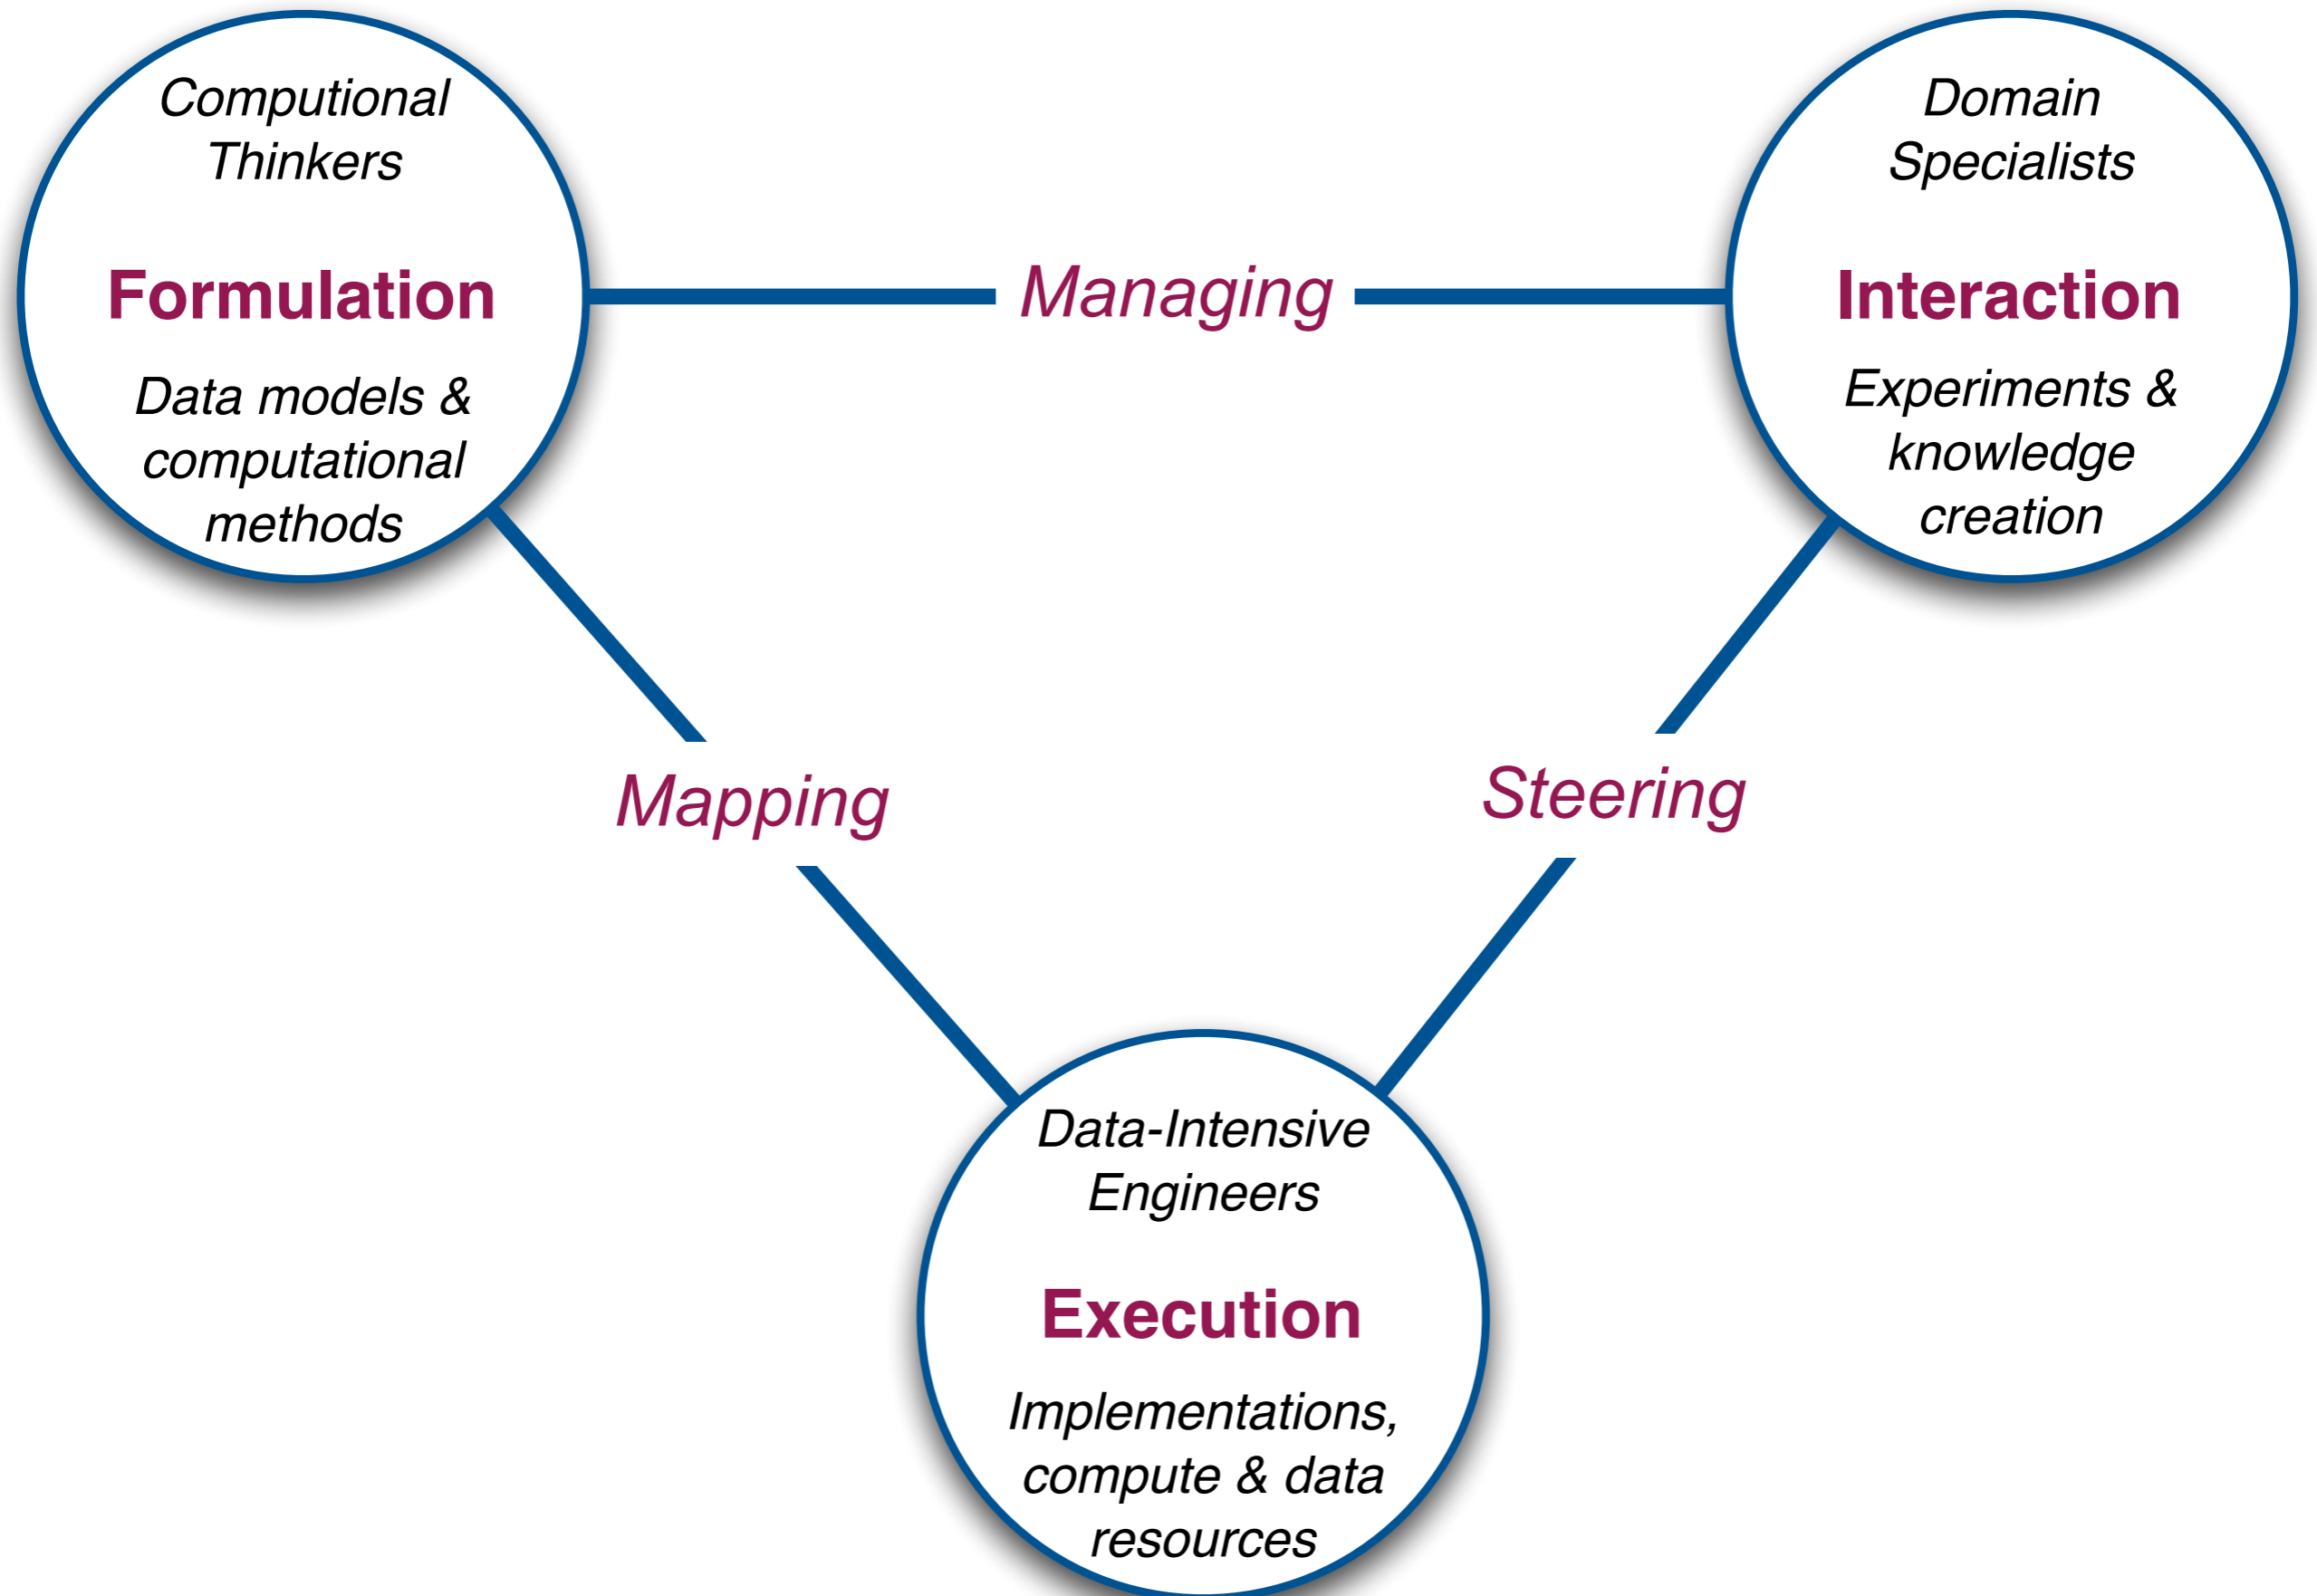 Computional
Thinkers
Formulation
Data models &
computational
methods
Managing
Domain
Specialists
Interaction
Experiments &
knowledge
creation
Mapping
Steering
Data-Intensive
Engineers
Execution
Implementations,
compute & data
resources